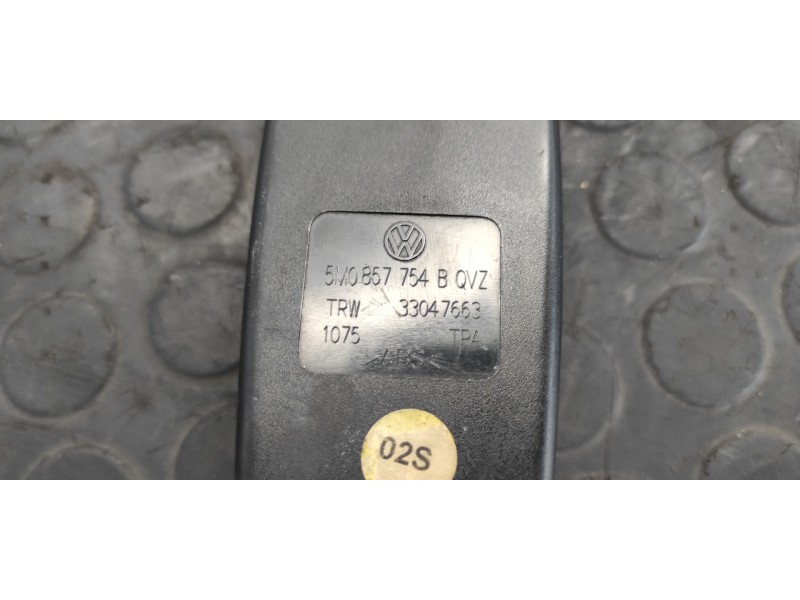 5M0 857 754 B QVZ
TRW 33047663
1075 TPA
>ABS<
02S